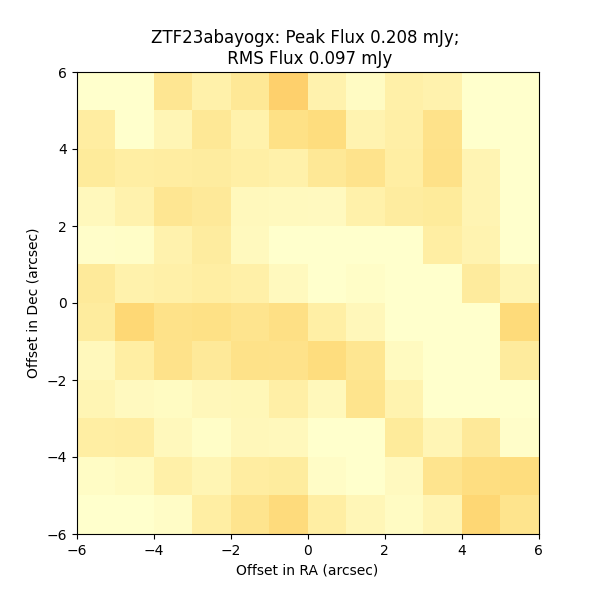 ZTF23abayogx: Peak Flux 0.208 mJy;
RMS Flux 0.097 mJy
6
4
2
0
−2
−4
−6
Offset in Dec (arcsec)
−6 −4 −2 0 2 4 6
Offset in RA (arcsec)